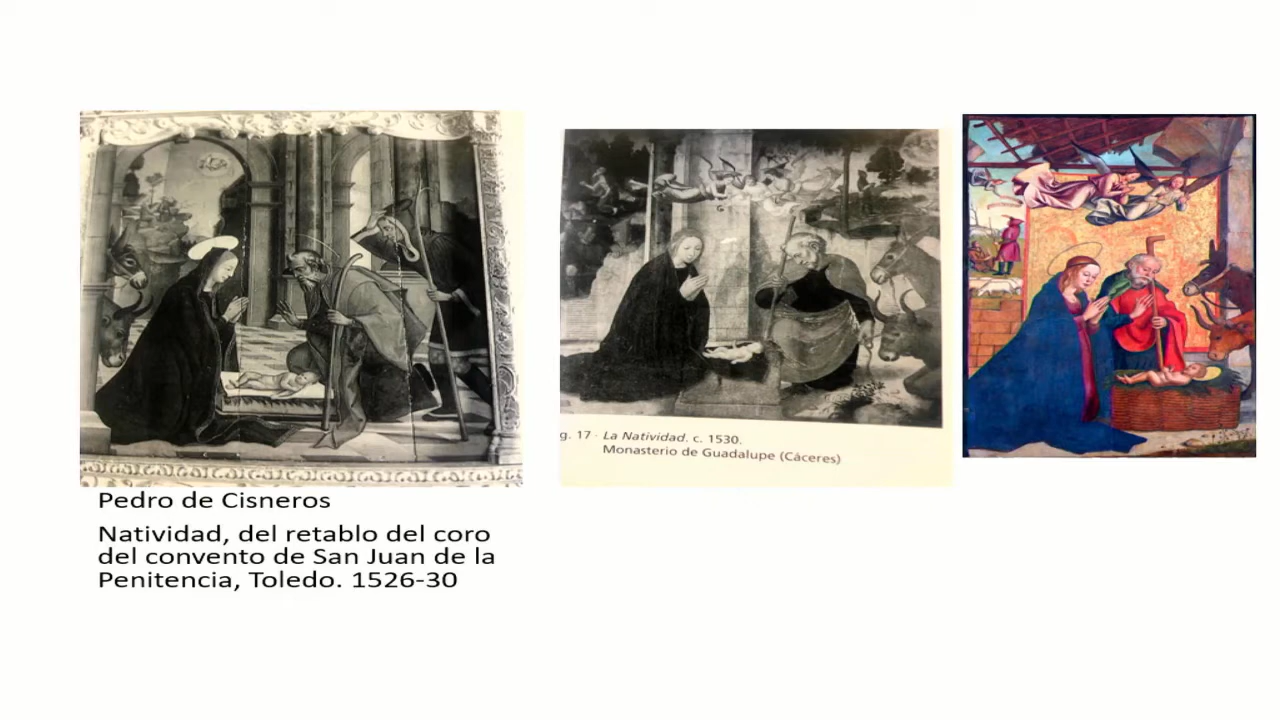 Pedro de Cisneros
Natividad, del retablo del coro
del convento de San Juan de la
Penitencia, Toledo. 1526-30
g. 17 · La Natividad. c. 1530.
Monasterio de Guadalupe (Cáceres)